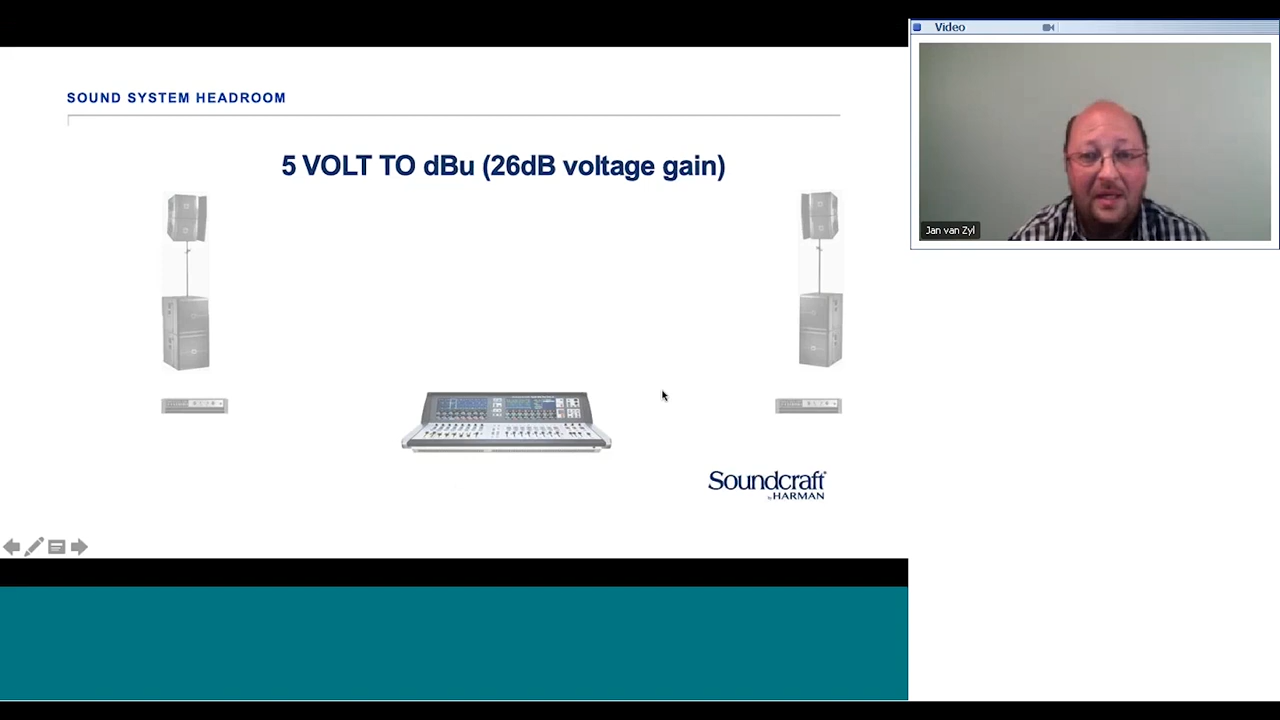 SOUND SYSTEM HEADROOM
5 VOLT TO dBu (26dB voltage gain)
Soundcraft®
by HARMAN
Video
Jan van Zyl